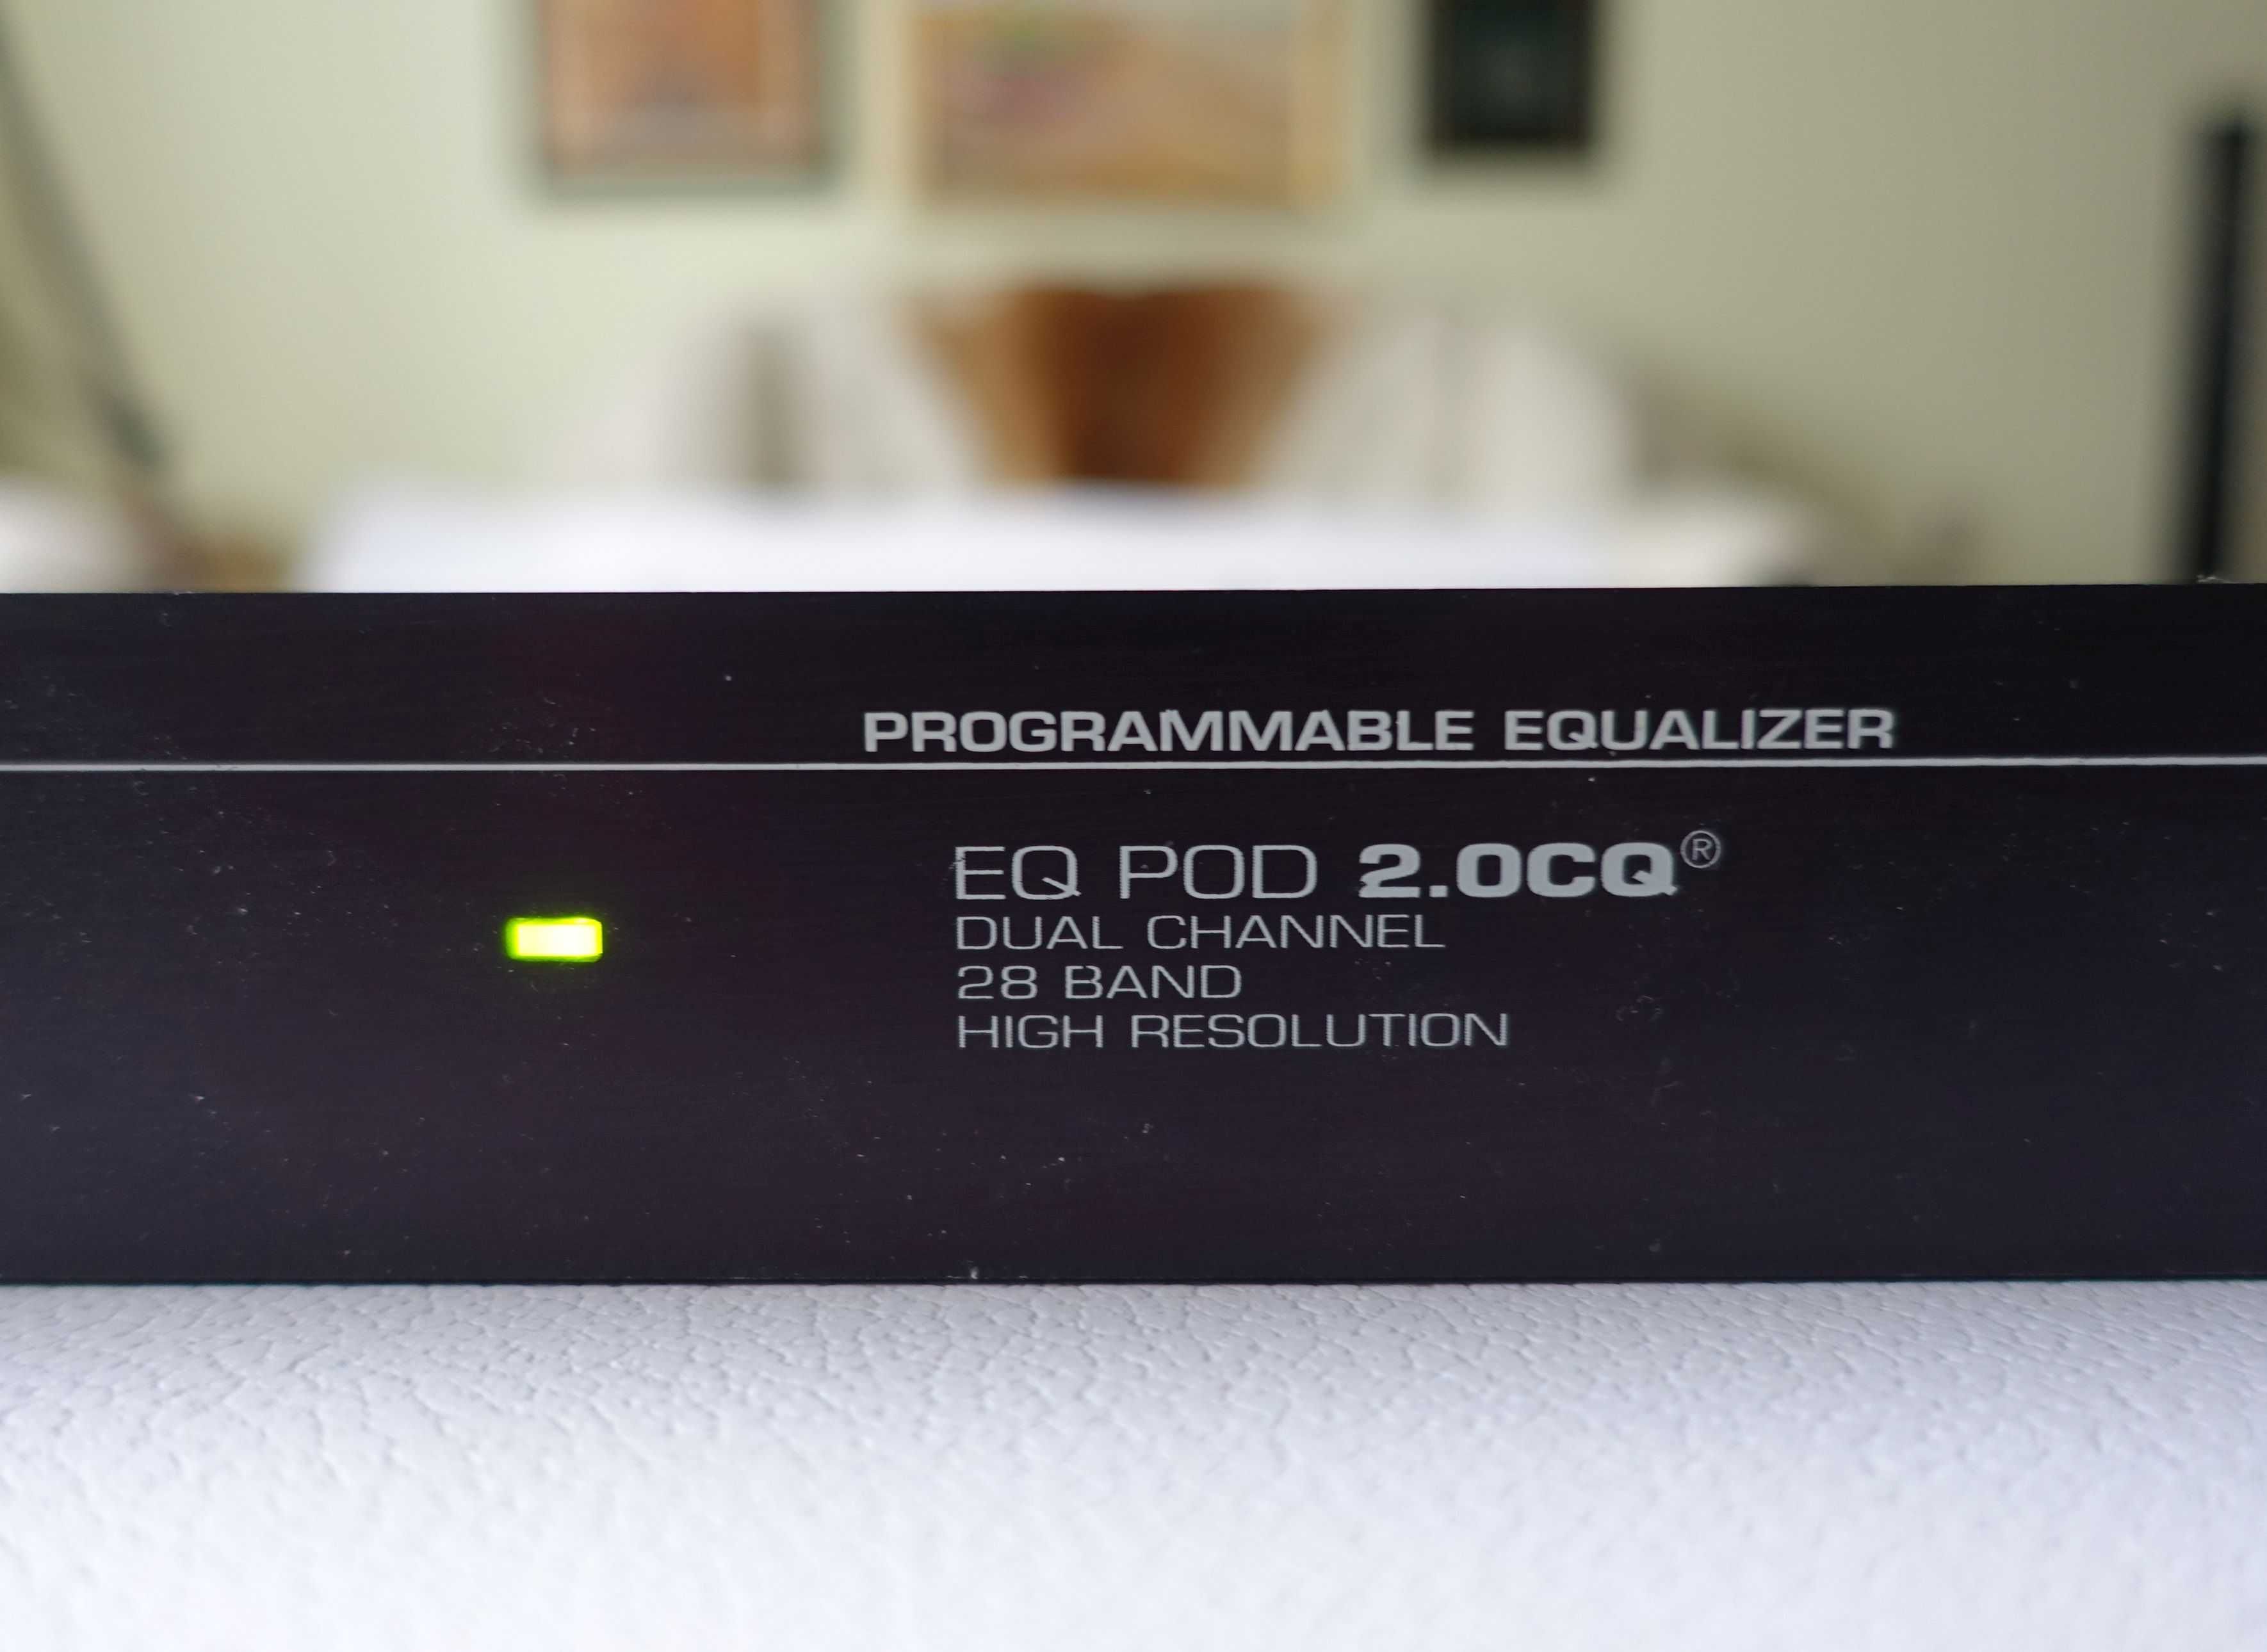 PROGRAMMABLE EQUALIZER
EQ POD 2.0CQ®
DUAL CHANNEL
28 BAND
HIGH RESOLUTION